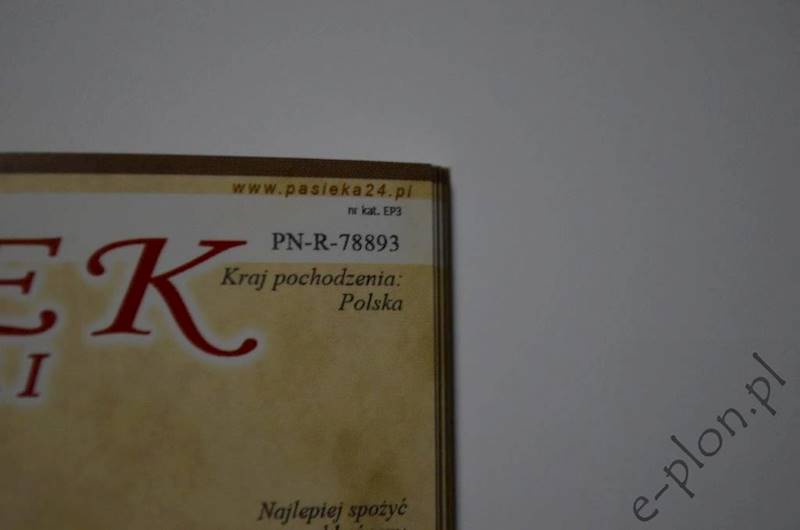 www.pasieka24.pl
nr kat. EP3
PN-R-78893
EK
Kraj pochodzenia:
Polska
I
Najlepiej spożyć
e-plon.pl